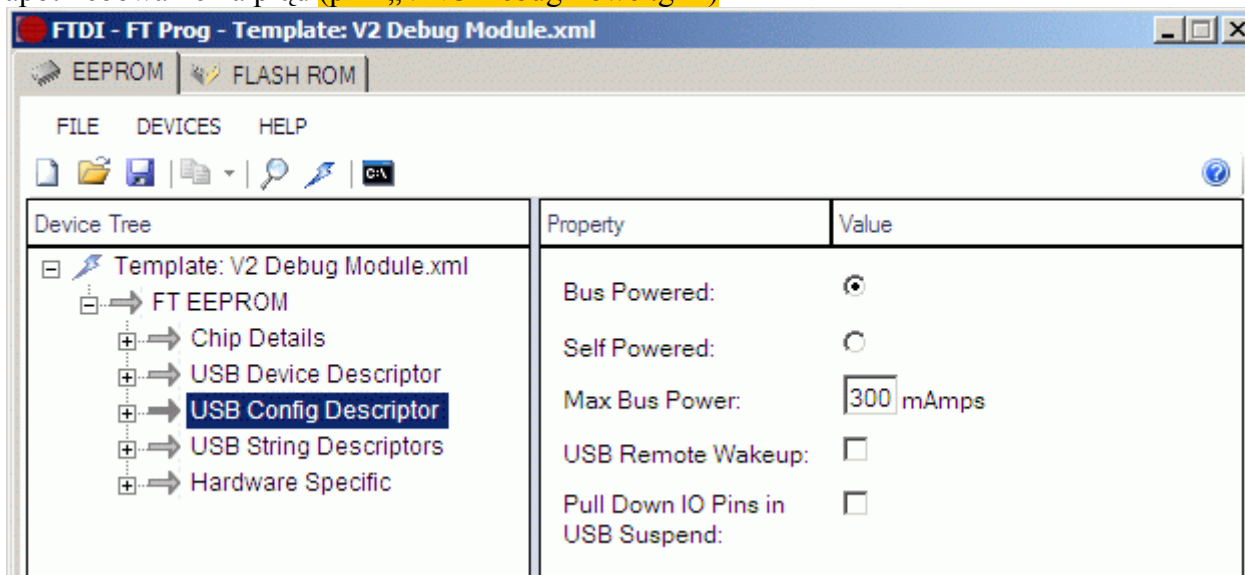 FTDI - FT Prog - Template: V2 Debug Module.xml
EEPROM FLASH ROM
FILE DEVICES HELP
C:\
Device Tree Property Value
Template: V2 Debug Module.xml
FT EEPROM
Chip Details
USB Device Descriptor
USB Config Descriptor
USB String Descriptors
Hardware Specific
Bus Powered:
Self Powered:
Max Bus Power: 300 mAmps
USB Remote Wakeup:
Pull Down IO Pins in
USB Suspend: